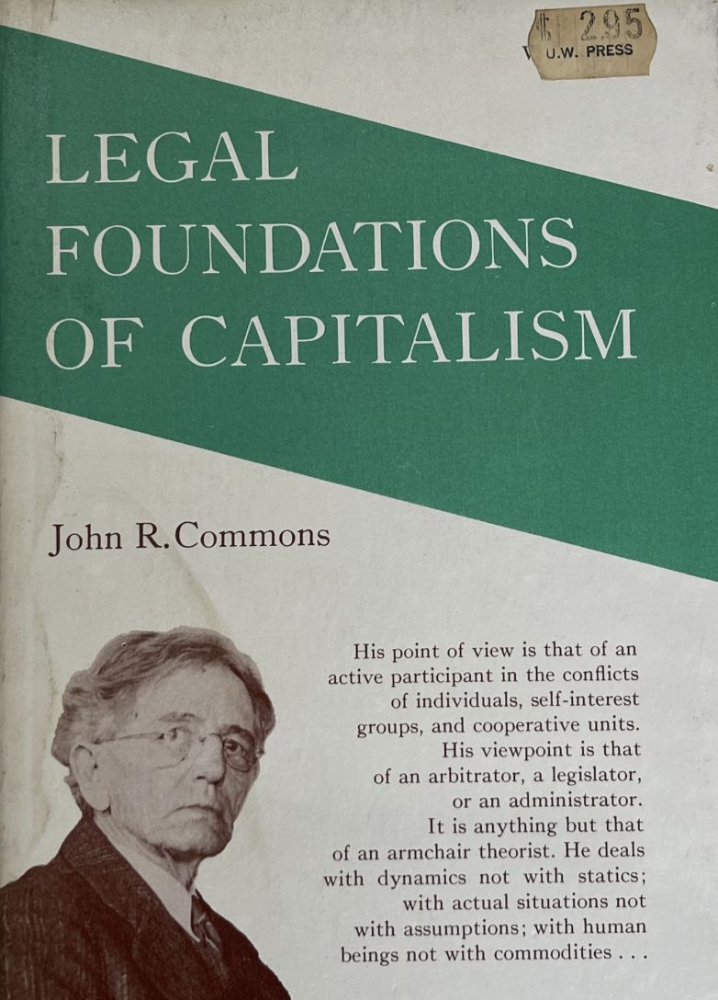 $ 2.95
U.W. PRESS
LEGAL
FOUNDATIONS
OF CAPITALISM
John R. Commons
His point of view is that of an
active participant in the conflicts
of individuals, self-interest
groups, and cooperative units.
His viewpoint is that
of an arbitrator, a legislator,
or an administrator.
It is anything but that
of an armchair theorist. He deals
with dynamics not with statics;
with actual situations not
with assumptions; with human
beings not with commodities . . .